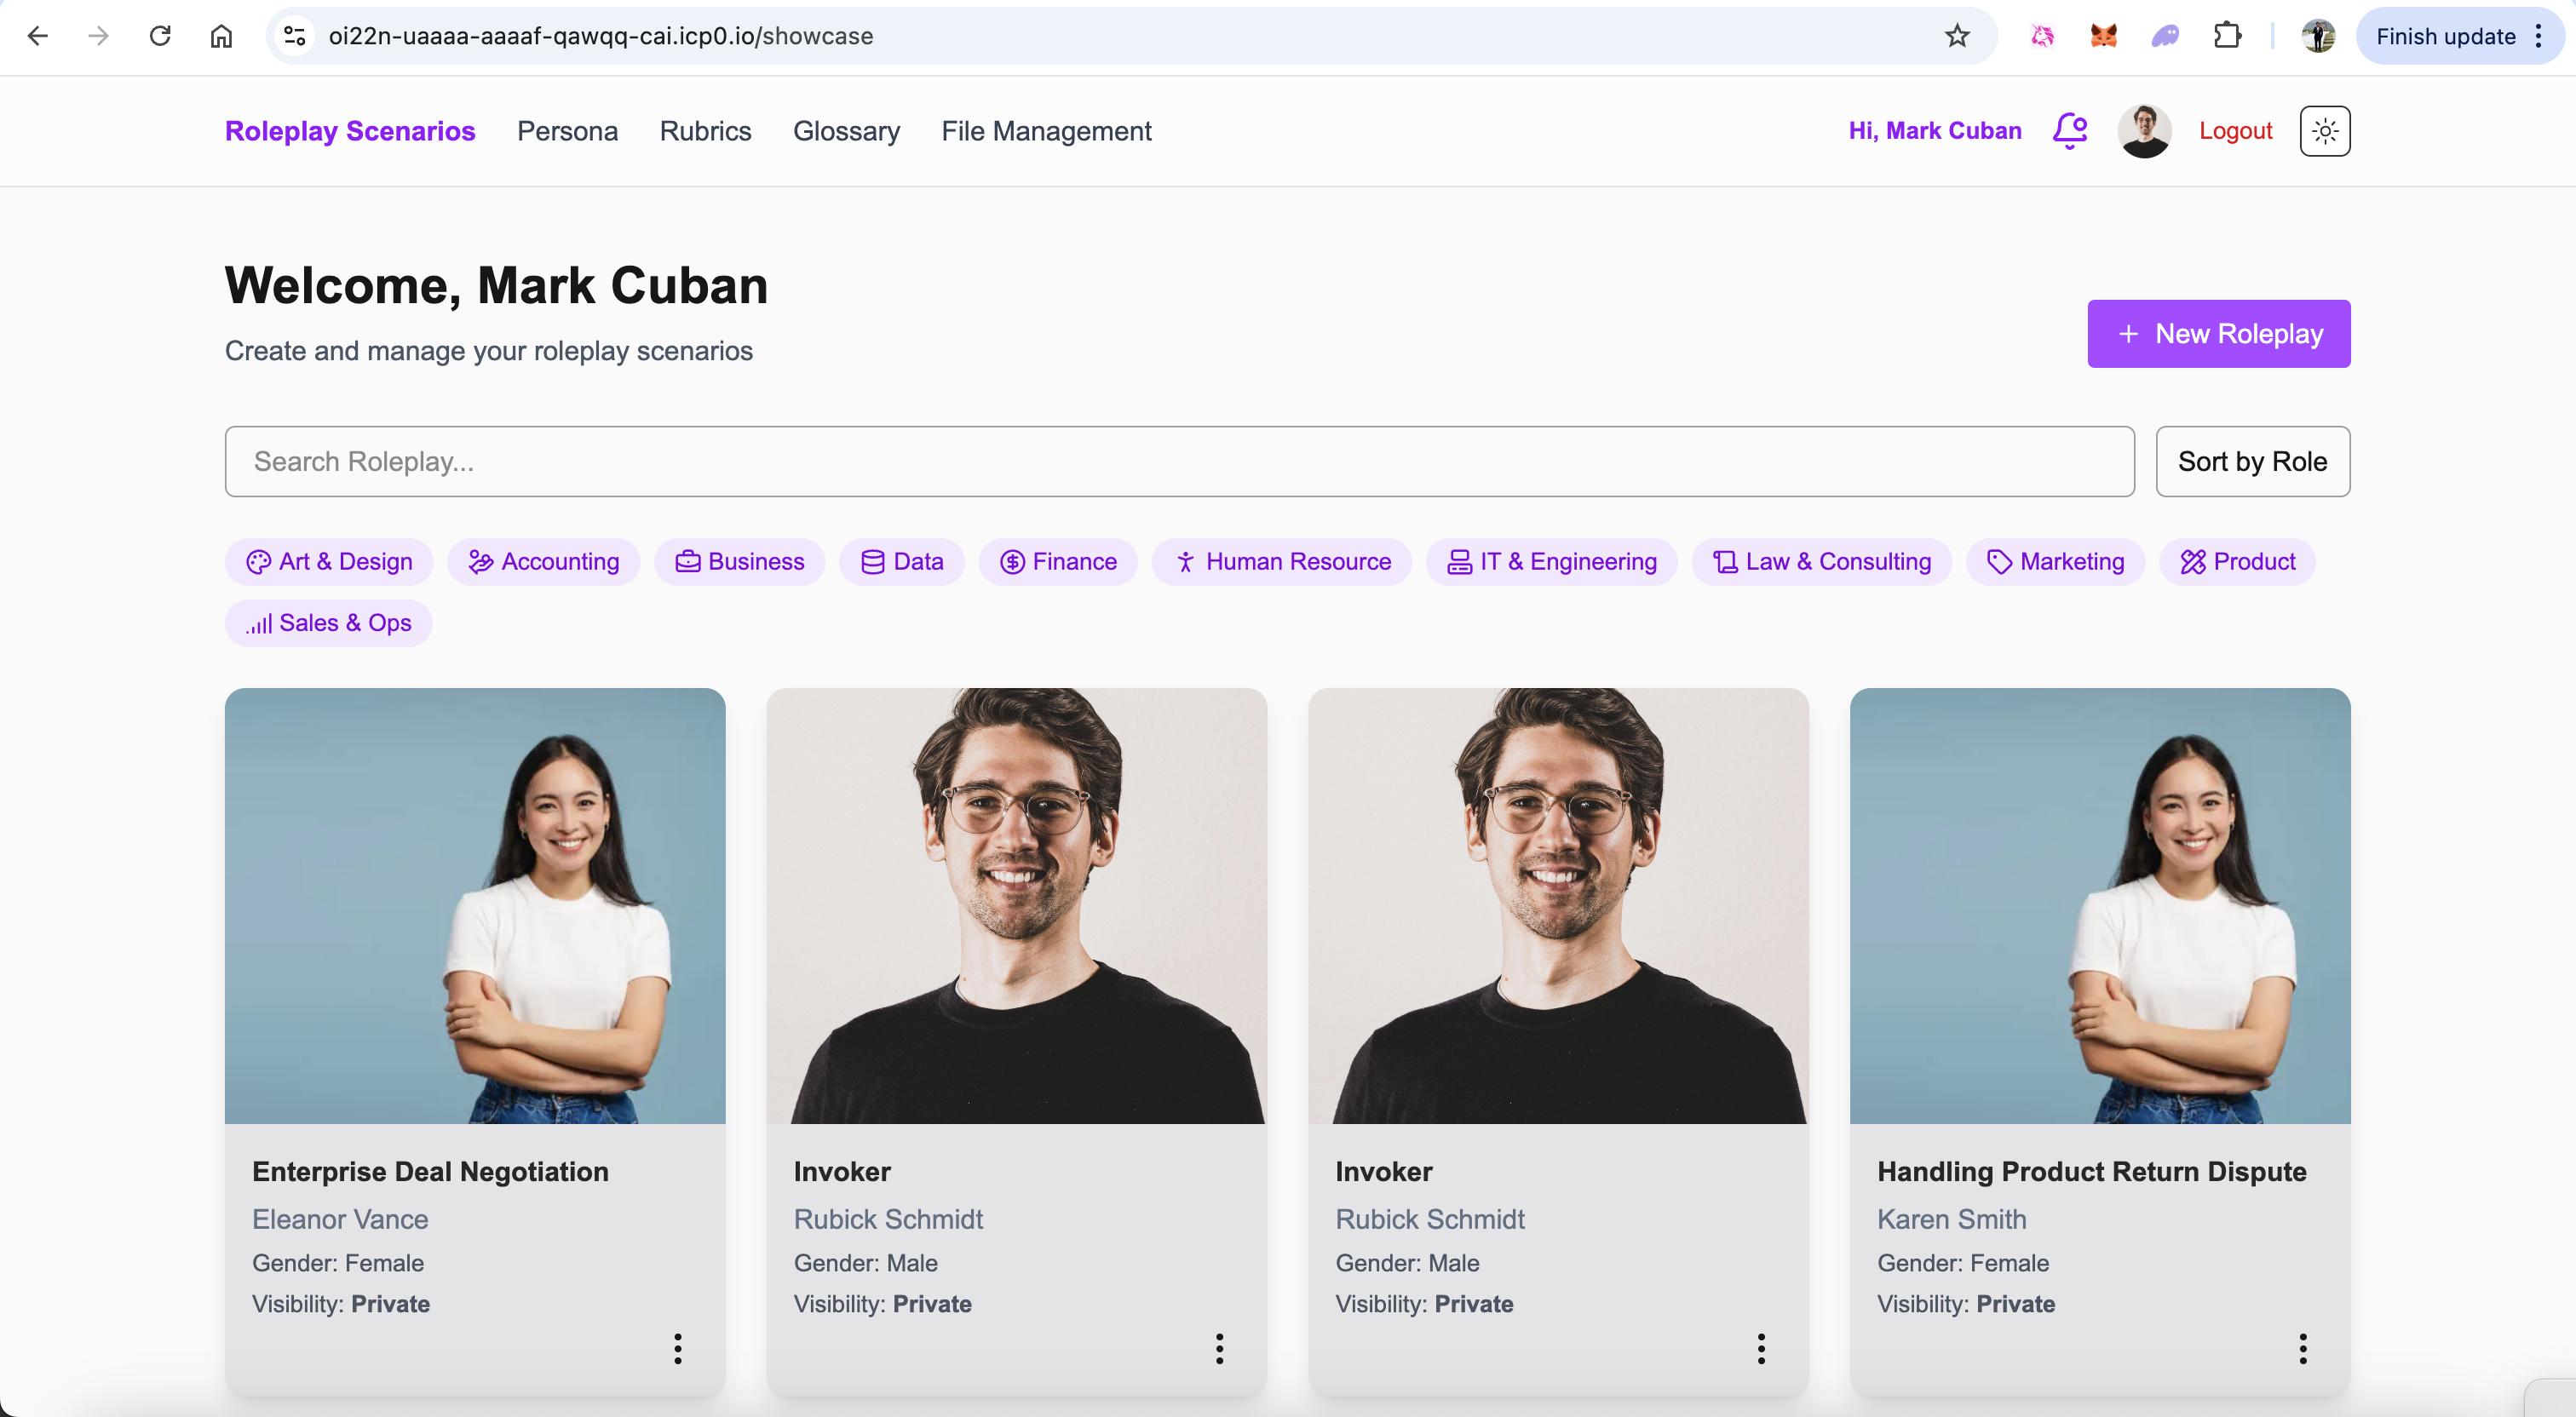 oi22n-uaaaa-aaaaf-qawqq-cai.icp0.io/showcase
Finish update
Roleplay Scenarios Persona Rubrics Glossary File Management
Hi, Mark Cuban Logout
Welcome, Mark Cuban
Create and manage your roleplay scenarios
+ New Roleplay
Search Roleplay... Sort by Role
Art & Design Accounting Business Data Finance Human Resource IT & Engineering Law & Consulting Marketing Product
Sales & Ops
Enterprise Deal Negotiation
Eleanor Vance
Gender: Female
Visibility: Private
Invoker
Rubick Schmidt
Gender: Male
Visibility: Private
Invoker
Rubick Schmidt
Gender: Male
Visibility: Private
Handling Product Return Dispute
Karen Smith
Gender: Female
Visibility: Private